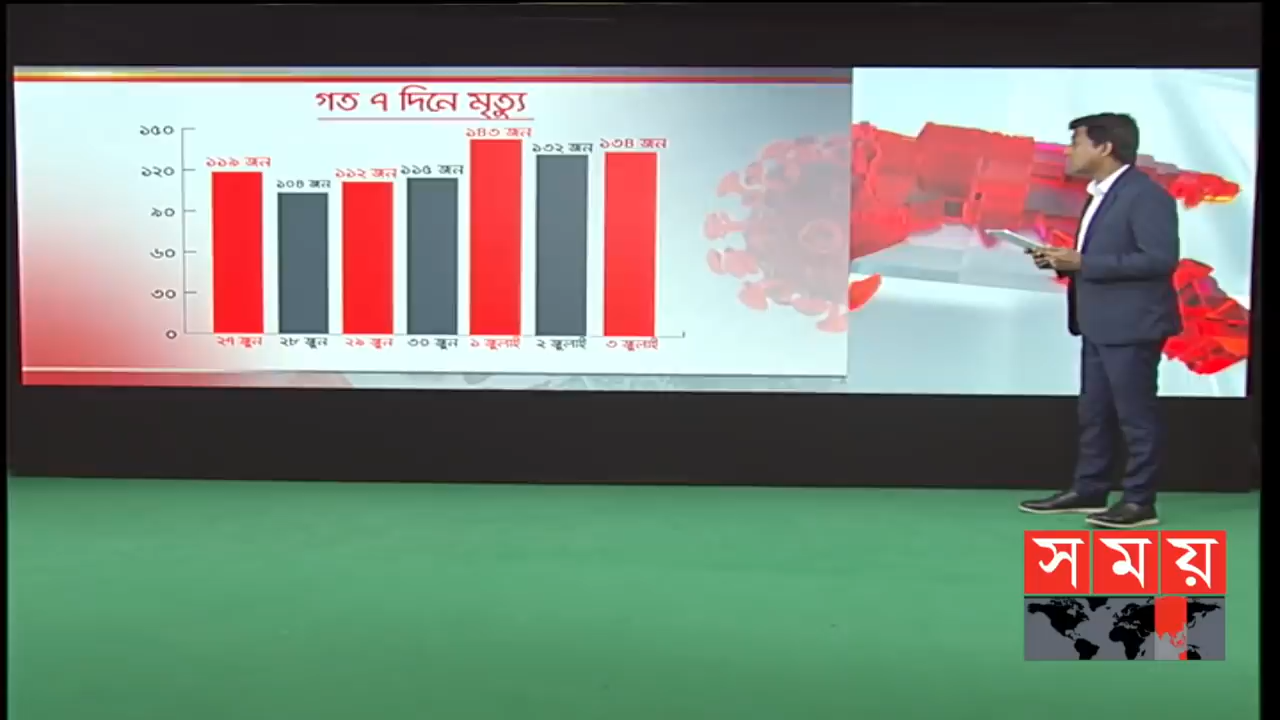 গত ৭ দিনে মৃত্যু
১৫০
১২০
৯০
৬০
৩০
০
১১৯ জন
১০৪ জন
১১২ জন
১১৫ জন
১৪৩ জন
১৩২ জন
১৩৪ জন
২৭ জুন
২৮ জুন
২৯ জুন
৩০ জুন
১ জুলাই
২ জুলাই
৩ জুলাই
সময়